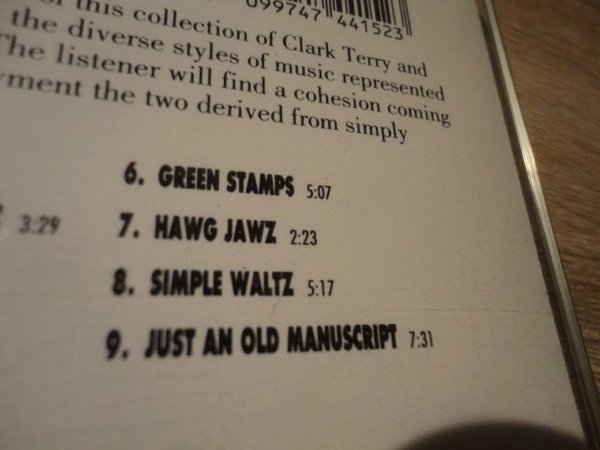 099747 441523
of this collection of Clark Terry and
the diverse styles of music represented
The listener will find a cohesion coming
the two derived from simply
6. GREEN STAMPS 5:07
3:29 7. HAWG JAWZ 2:23
8. SIMPLE WALTZ 5:17
9. JUST AN OLD MANUSCRIPT 7:31